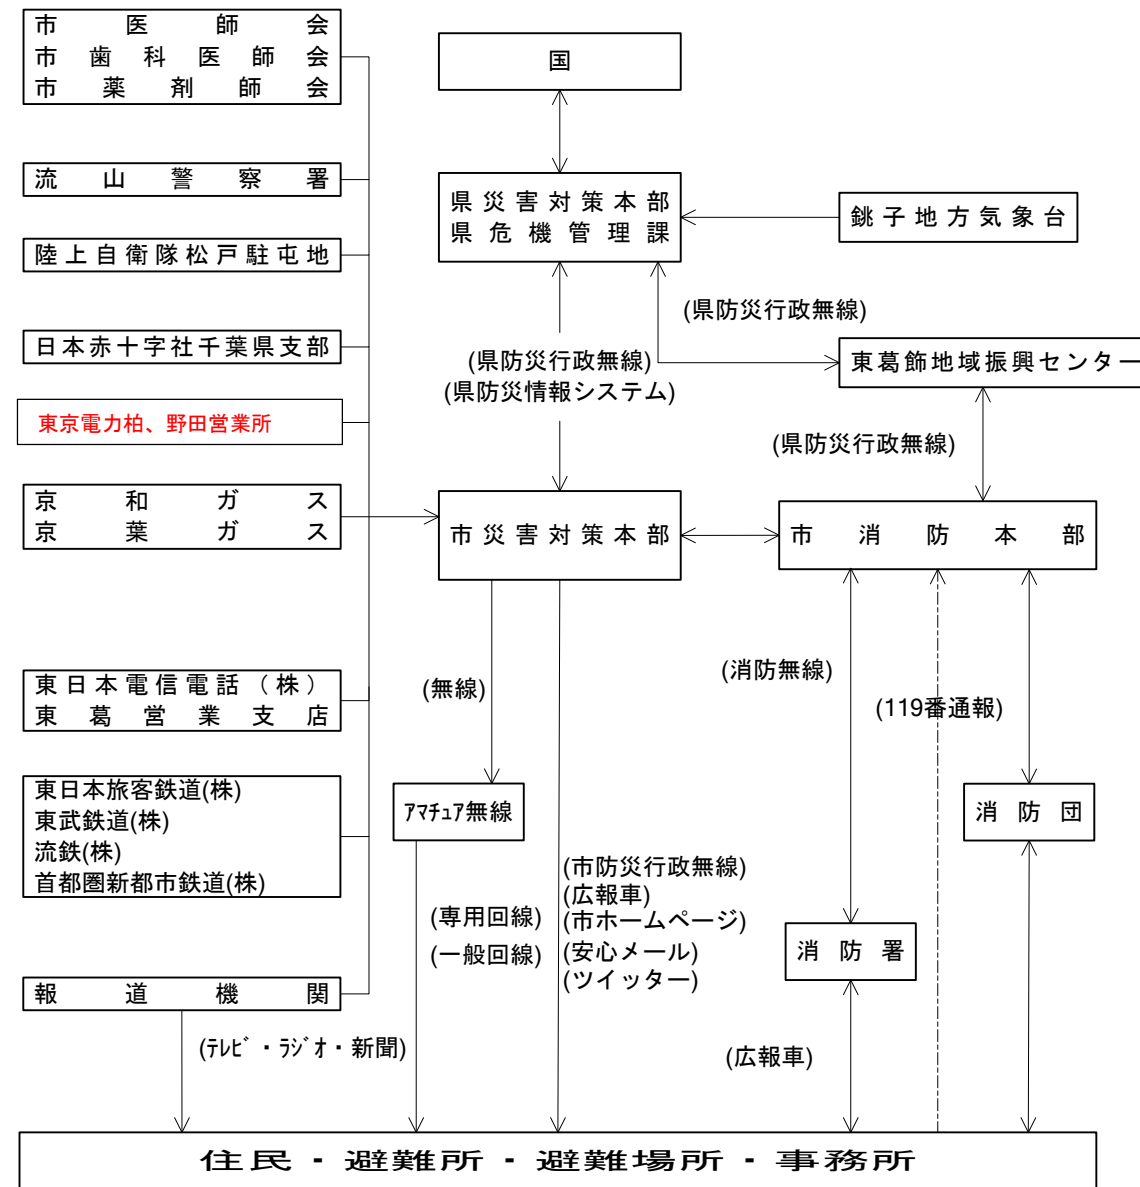 市医師会
市歯科医師会
市薬剤師会
国
流山警察署
県災害対策本部
県危機管理課
銚子地方気象台
陸上自衛隊松戸駐屯地
(県防災行政無線)
日本赤十字社千葉県支部
(県防災行政無線)
(県防災情報システム)
東葛飾地域振興センター
東京電力柏、野田営業所
(県防災行政無線)
京和ガス
京葉ガス
市災害対策本部
市消防本部
東日本電信電話(株)
東葛営業支店
(無線)
(消防無線)
(119番通報)
東日本旅客鉄道(株)
東武鉄道(株)
流鉄(株)
首都圏新都市鉄道(株)
ｱﾏﾁｭｱ無線
消防団
(専用回線)
(一般回線)
(市防災行政無線)
(広報車)
(市ホームページ)
(安心メール)
(ツイッター)
消防署
報道機関
(ﾃﾚﾋﾞ・ﾗｼﾞｵ・新聞)
(広報車)
住民・避難所・避難場所・事務所